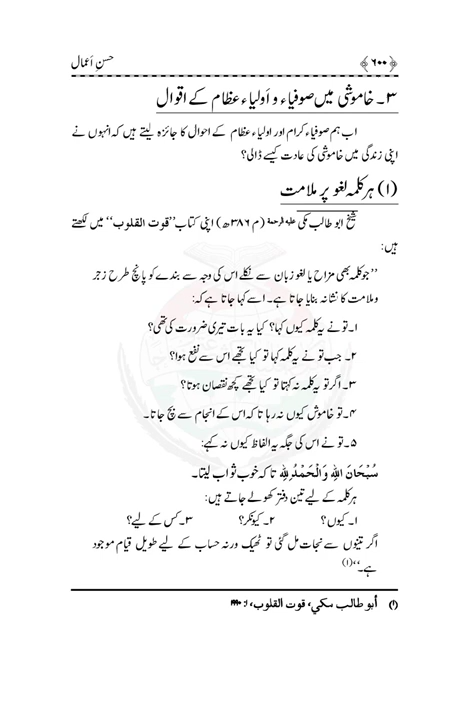 ﴿۶۰۰﴾ حسنِ اَعمال
۳۔ خاموشی میں صوفیاء و اَولیاء عظام کے اقوال
اب ہم صوفیاء کرام اور اولیاء عظام کے احوال کا جائزہ لیتے ہیں کہ انہوں نے
اپنی زندگی میں خاموشی کی عادت کیسے ڈالی؟
(۱) ہر کلمہ لغو پر ملامت
شیخ ابو طالب مکی علیہ الرحمۃ (م ۳۸۶ھ) اپنی کتاب ’’قوت القلوب‘‘ میں لکھتے
ہیں:
’’جو کلمہ بھی مزاح یا لغو زبان سے نکلے اس کی وجہ سے بندے کو پانچ طرح زجر
وملامت کا نشانہ بنایا جاتا ہے۔ اسے کہا جاتا ہے کہ:
۱۔ تو نے یہ کلمہ کیوں کہا؟ کیا یہ بات تیری ضرورت کی تھی؟
۲۔ جب تو نے یہ کلمہ کہا تو کیا تجھے اس سے نفع ہوا؟
۳۔ اگر تو یہ کلمہ نہ کہتا تو کیا تجھے کچھ نقصان ہوتا؟
۴۔ تو خاموش کیوں نہ رہا تا کہ اس کے انجام سے بچ جاتا۔
۵۔ تو نے اس کی جگہ یہ الفاظ کیوں نہ کہے:
سُبْحَانَ اللهِ وَالْحَمْدُ لِلّٰهِ تا کہ خوب ثواب لیتا۔
ہر کلمہ کے لیے تین دفتر کھولے جاتے ہیں:
۱۔ کیوں؟ ۲۔ کیونکر؟ ۳۔ کس کے لیے؟
اگر تینوں سے نجات مل گئی تو ٹھیک ورنہ حساب کے لیے طویل قیام موجود
ہے۔‘‘(۱)
(۱) أبو طالب مکي، قوت القلوب، ۱: